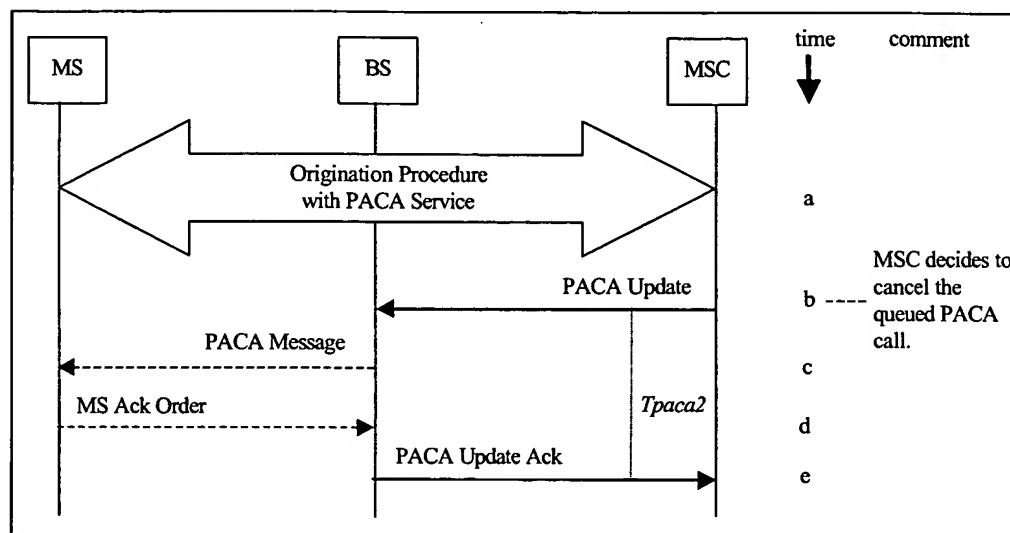 time comment
MS BS MSC
Origination Procedure
with PACA Service
a
MSC decides to
PACA Update
b
cancel the
queued PACA
call.
PACA Message
c
MS Ack Order
Tpaca2
d
PACA Update Ack
e